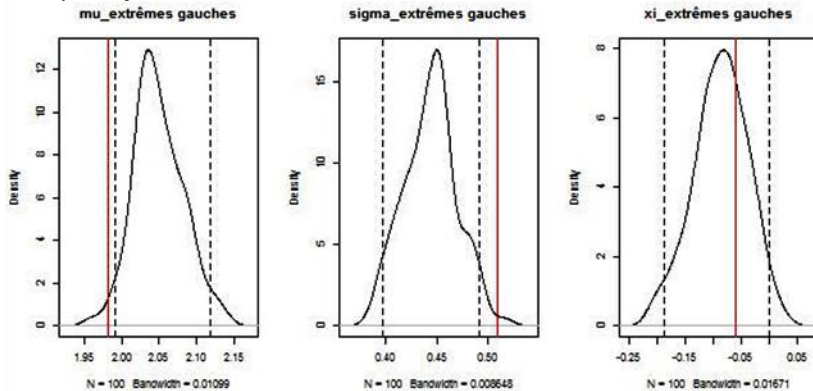 mu_extrêmes gauches
sigma_extrêmes gauches
xi_extrêmes gauches
Density
0 2 4 6 8 10 12
1.95 2.00 2.05 2.10 2.15
N = 100 Bandwidth = 0.01099
Density
0 5 10 15
0.40 0.45 0.50
N = 100 Bandwidth = 0.008648
Density
0 2 4 6 8
-0.25 -0.15 -0.05 0.05
N = 100 Bandwidth = 0.01671